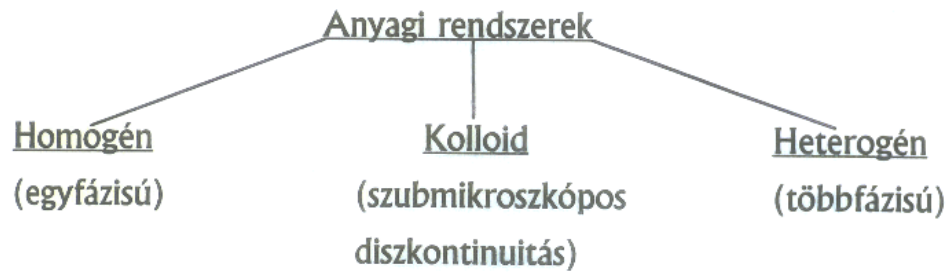 Anyagi rendszerek
Homogén
Kolloid
Heterogén
(egyfázisú)
(szubmikroszkópos
diszkontinuitás)
(többfázisú)